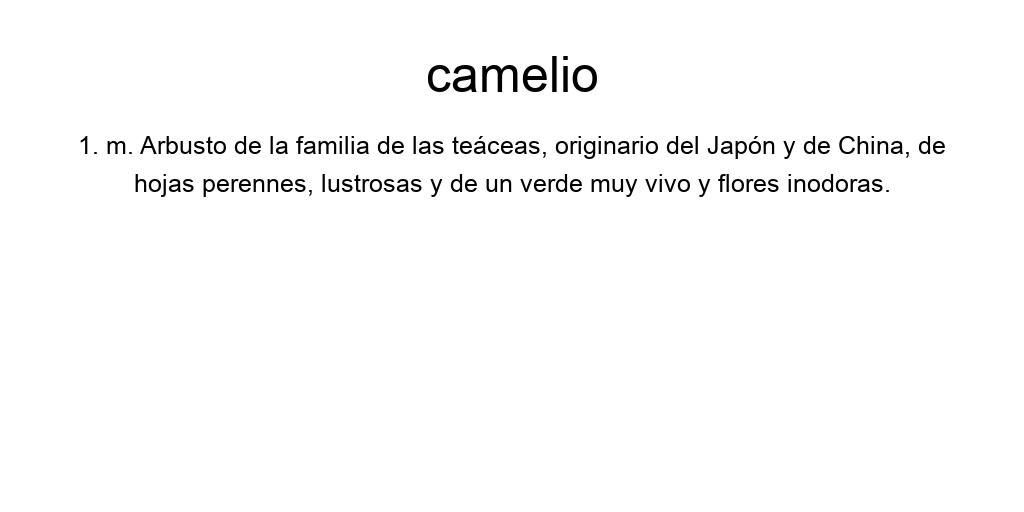 camelio
1. m. Arbusto de la familia de las teáceas, originario del Japón y de China, de
hojas perennes, lustrosas y de un verde muy vivo y flores inodoras.